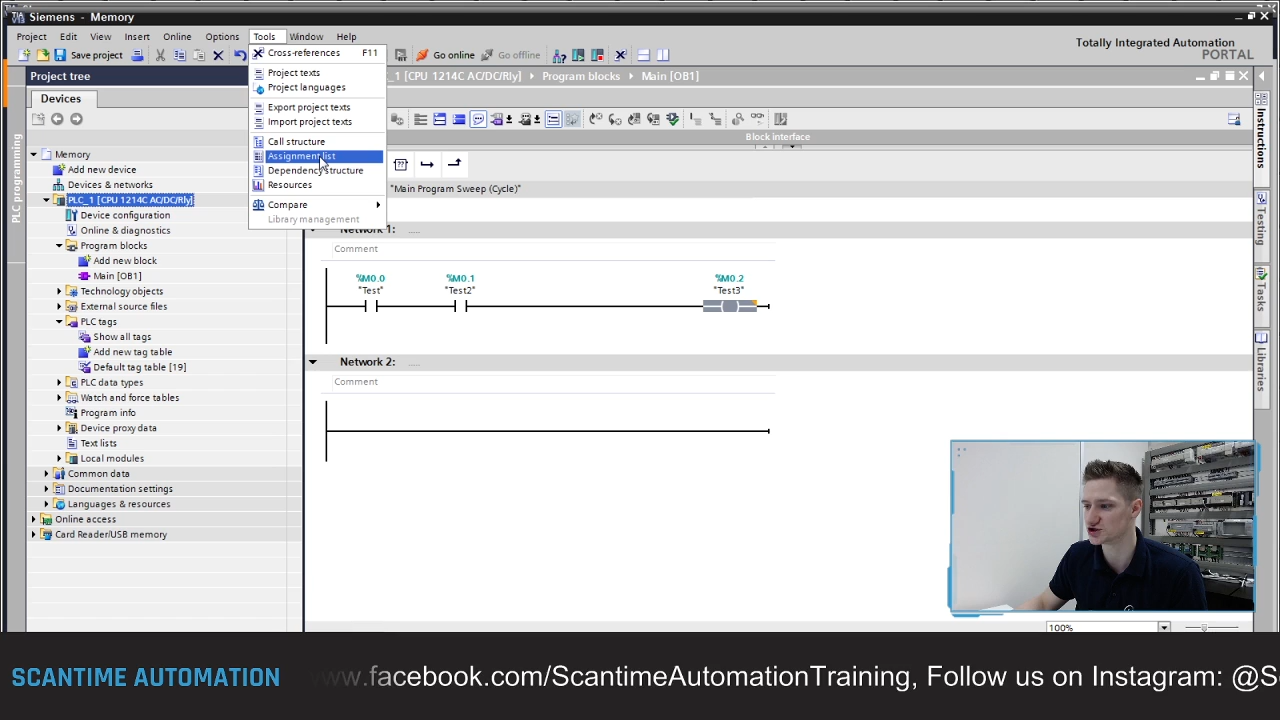 Siemens - Memory
Project Edit View Insert Online Options Tools Window Help
Totally Integrated Automation
PORTAL
Save project
Go online
Go offline
Cross-references F11
Project texts
Project languages
Export project texts
Import project texts
Call structure
Assignment list
Dependency structure
Resources
Compare
Library management
Project tree
_1 [CPU 1214C AC/DC/Rly] Program blocks Main [OB1]
Devices
Block interface
PLC programming
Memory
Add new device
Devices & networks
PLC_1 [CPU 1214C AC/DC/Rly]
Device configuration
Online & diagnostics
Program blocks
Add new block
Main [OB1]
Technology objects
External source files
PLC tags
Show all tags
Add new tag table
Default tag table [19]
PLC data types
Watch and force tables
Program info
Device proxy data
Text lists
Local modules
Common data
Documentation settings
Languages & resources
Online access
Card Reader/USB memory
"Main Program Sweep (Cycle)"
Network 1: .....
Comment
%M0.0 %M0.1 %M0.2
"Test" "Test2" "Test3"
Network 2: .....
Comment
100%
Instructions
Testing
Tasks
Libraries
SCANTIME AUTOMATION
www.facebook.com/ScantimeAutomationTraining, Follow us on Instagram: @S